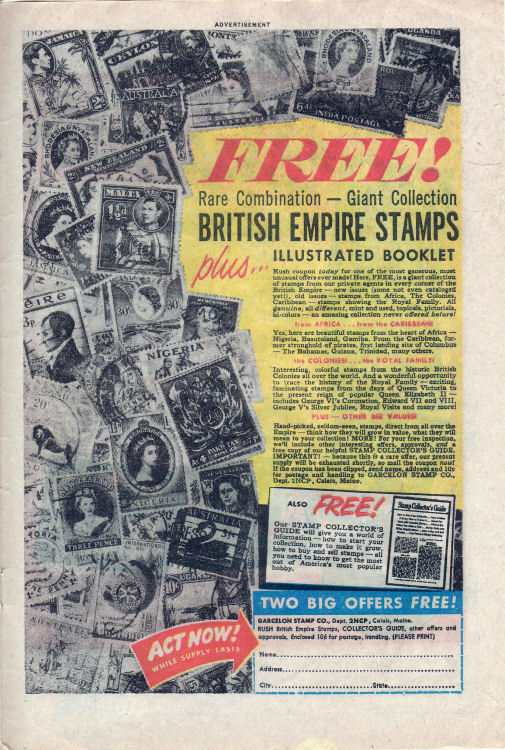 ADVERTISEMENT
JAMAICA
CEYLON
AUSTRALIA
UGANDA
INDIA POSTAGE
NEW ZEALAND
MALTA
NIGERIA
THREE PENCE
AUSTRALIA
UGANDA
FREE!
Rare Combination — Giant Collection
BRITISH EMPIRE STAMPS
plus...
ILLUSTRATED BOOKLET
Rush coupon today for one of the most generous, most
unusual offers ever made! Here, FREE, is a giant collection
of stamps from our private agents in every corner of the
British Empire — new issues (some not even cataloged
yet!), old issues — stamps from Africa, The Colonies,
Caribbean — stamps showing the Royal Family. All
genuine, all different, mint and used, topicals, pictorials,
bi-colors — an amazing collection never offered before!
from AFRICA . . . from the CARIBBEAN!
Yes, here are beautiful stamps from the heart of Africa —
Nigeria, Basutoland, Gamiba. From the Caribbean, for-
mer stronghold of pirates, first landing site of Columbus
— The Bahamas, Guiana, Trinidad, many others.
the COLONIES! . . . the ROYAL FAMILY!
Interesting, colorful stamps from the historic British
Colonies all over the world. And a wonderful opportunity
to trace the history of the Royal Family — exciting,
fascinating stamps from the days of Queen Victoria to
the present reign of popular Queen Elizabeth II —
includes George VI's Coronation, Edward VII and VIII,
George V's Silver Jubilee, Royal Visits and many more!
PLUS — OTHER BIG VALUES!
Hand-picked, seldom-seen, stamps, direct from all over the
Empire — think how they will grow in value, what they will
mean to your collection! MORE! For your free inspection,
we'll include other interesting offers, approvals, and a
free copy of our helpful STAMP COLLECTOR'S GUIDE.
IMPORTANT! — because this is a rare offer, our present
supply will be exhausted shortly, so mail the coupon now!
If the coupon has been clipped, send name, address and 10c
for postage and handling to GARCELON STAMP CO.,
Dept. 2NCP, Calais, Maine.
ALSO FREE!
Our STAMP COLLECTOR'S
GUIDE will give you a world of
information — how to start your
collection, how to make it grow,
how to buy and sell stamps — all
you need to know to get the most
out of America's most popular
hobby.
Stamp Collector's Guide
TWO BIG OFFERS FREE!
GARCELON STAMP CO., Dept. 2NCP, Calais, Maine.
RUSH British Empire Stamps, COLLECTOR'S GUIDE, other offers and
approvals. Enclosed 10¢ for postage, handling. (PLEASE PRINT)
Name
Address
City State
ACT NOW!
WHILE SUPPLY LASTS